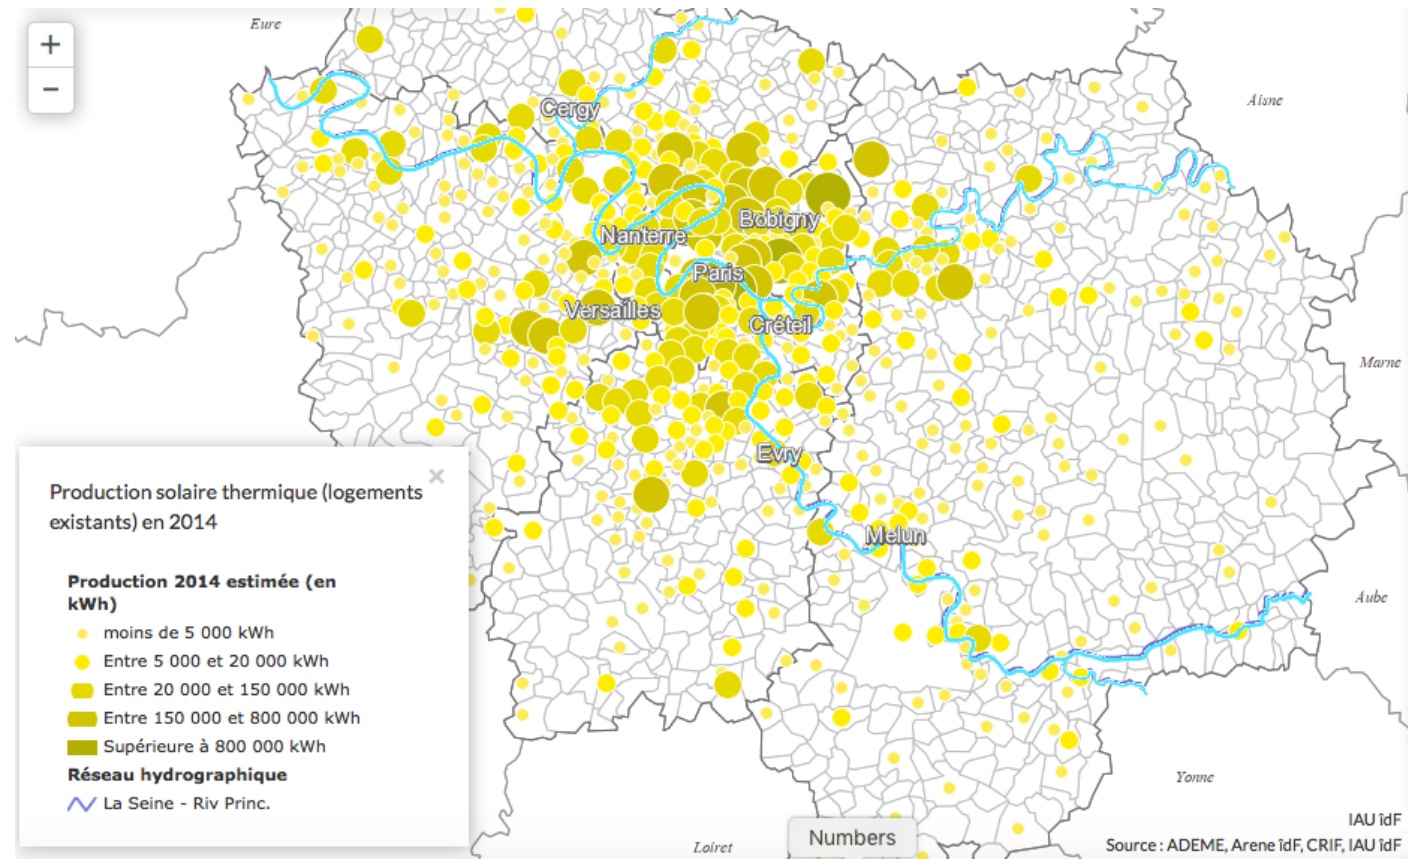 +
−
Eure
Cergy
Aisne
Bobigny
Nanterre
Paris
Versailles
Créteil
Marne
Evry
Melun
Aube
Yonne
Loiret
×
Production solaire thermique (logements
existants) en 2014
Production 2014 estimée (en
kWh)
moins de 5 000 kWh
Entre 5 000 et 20 000 kWh
Entre 20 000 et 150 000 kWh
Entre 150 000 et 800 000 kWh
Supérieure à 800 000 kWh
Réseau hydrographique
La Seine - Riv Princ.
Numbers
IAU îdF
Source : ADEME, Arene îdF, CRIF, IAU îdF